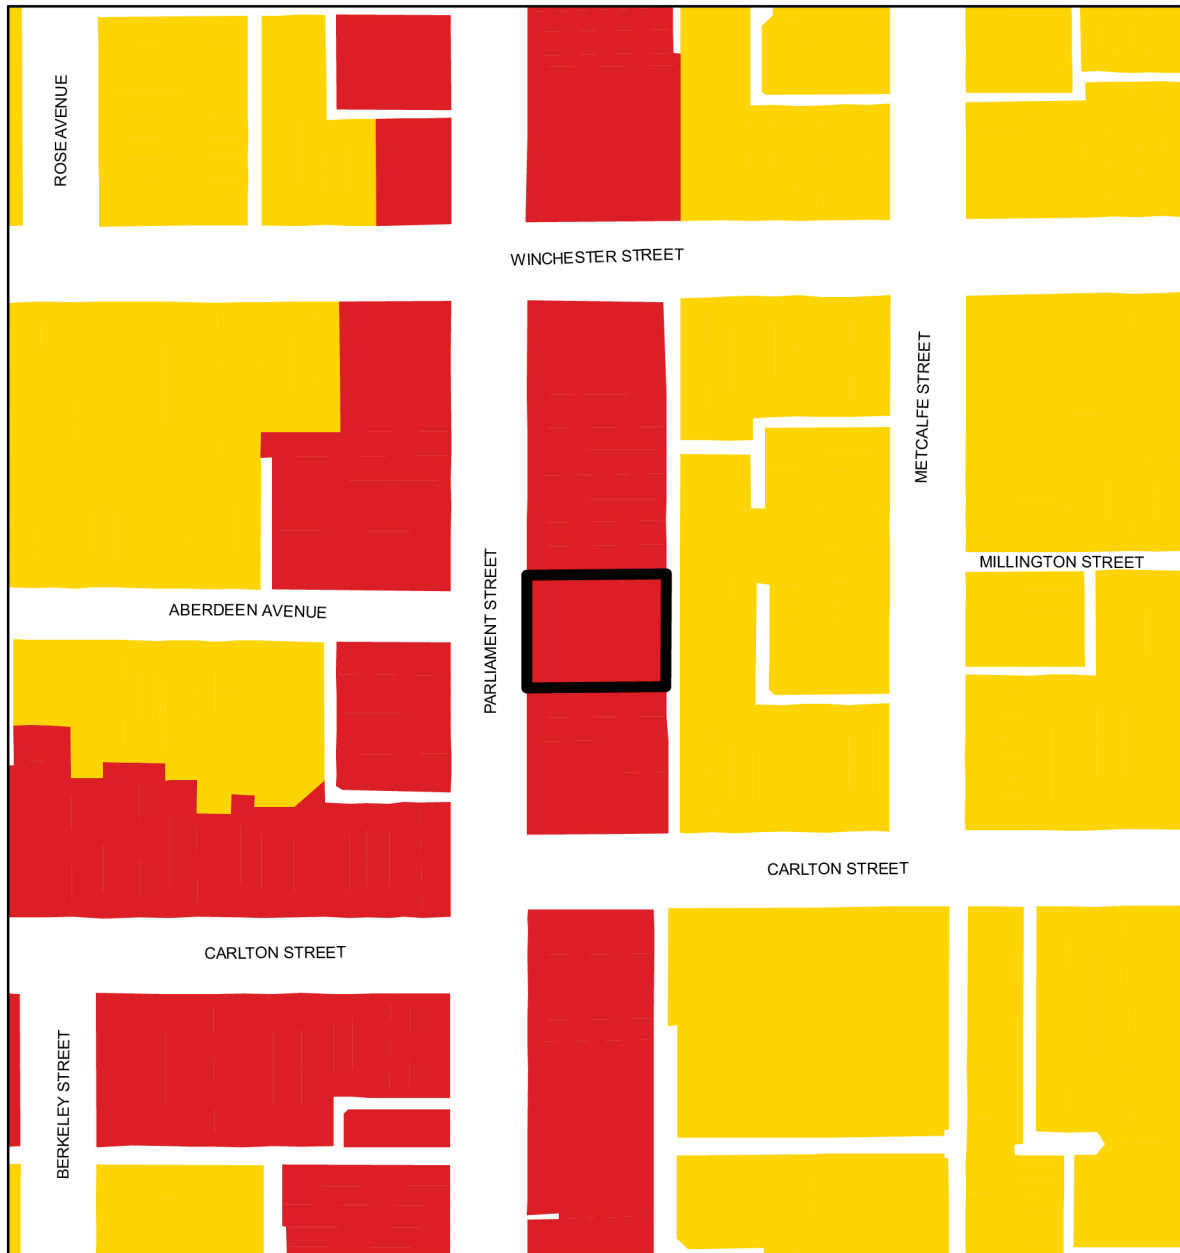 ROSE AVENUE
WINCHESTER STREET
METCALFE STREET
MILLINGTON STREET
PARLIAMENT STREET
ABERDEEN AVENUE
CARLTON STREET
CARLTON STREET
BERKELEY STREET